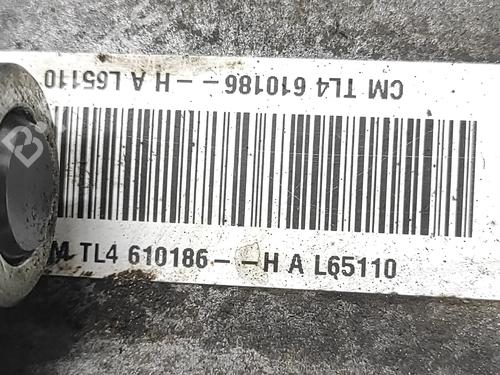 CM TL4 610186 - -H A L65110
M TL4 610186 - -H A L65110